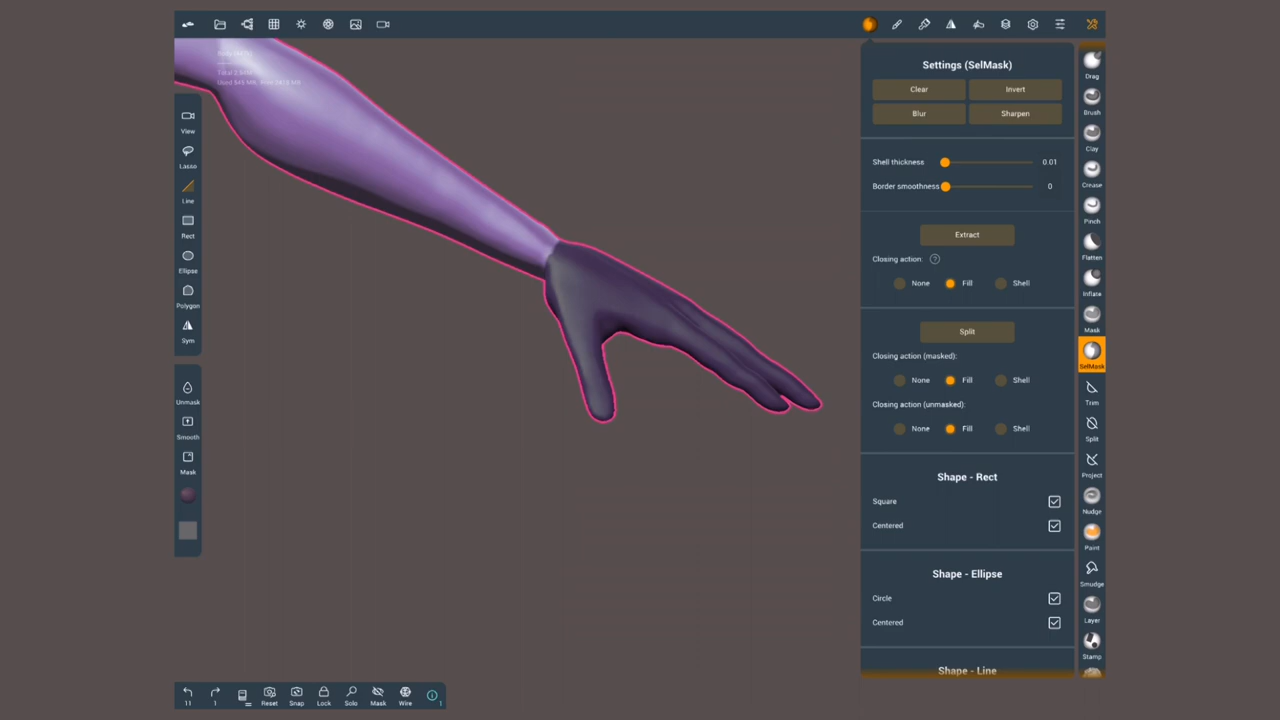 Settings (SelMask)
Clear
Invert
Blur
Sharpen
Shell thickness
0.01
Border smoothness
0
Extract
Closing action:
?
None
Fill
Shell
Split
Closing action (masked):
None
Fill
Shell
Closing action (unmasked):
None
Fill
Shell
Shape - Rect
Square
Centered
Shape - Ellipse
Circle
Centered
Shape - Line
View
Lasso
Line
Rect
Ellipse
Polygon
Sym
Unmask
Smooth
Mask
Drag
Brush
Clay
Crease
Pinch
Flatten
Inflate
Mask
SelMask
Trim
Split
Project
Nudge
Paint
Smudge
Layer
Stamp
11
1
Reset
Snap
Lock
Solo
Mask
Wire
1